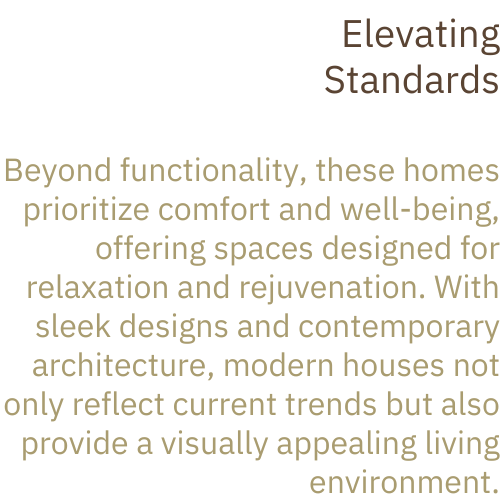 Elevating
Standards
Beyond functionality, these homes
prioritize comfort and well-being,
offering spaces designed for
relaxation and rejuvenation. With
sleek designs and contemporary
architecture, modern houses not
only reflect current trends but also
provide a visually appealing living
environment.